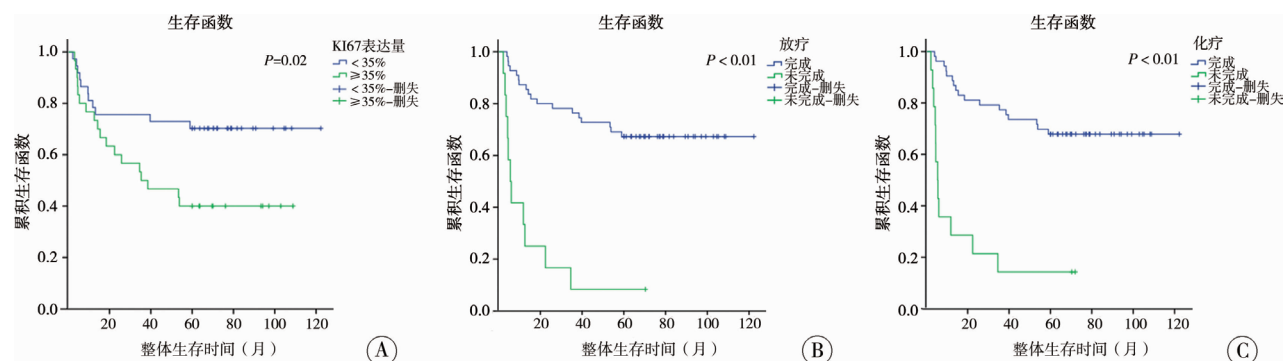 生存函数
KI67表达量
<35%
≥35%
<35%-删失
≥35%-删失
P=0.02
累积生存函数
1.0
0.8
0.6
0.4
0.2
0.0
20 40 60 80 100 120
整体生存时间（月）
A
生存函数
放疗
完成
未完成
完成-删失
未完成-删失
P<0.01
累积生存函数
1.0
0.8
0.6
0.4
0.2
0.0
20 40 60 80 100 120
整体生存时间（月）
B
生存函数
化疗
完成
未完成
完成-删失
未完成-删失
P<0.01
累积生存函数
1.0
0.8
0.6
0.4
0.2
0.0
20 40 60 80 100 120
整体生存时间（月）
C